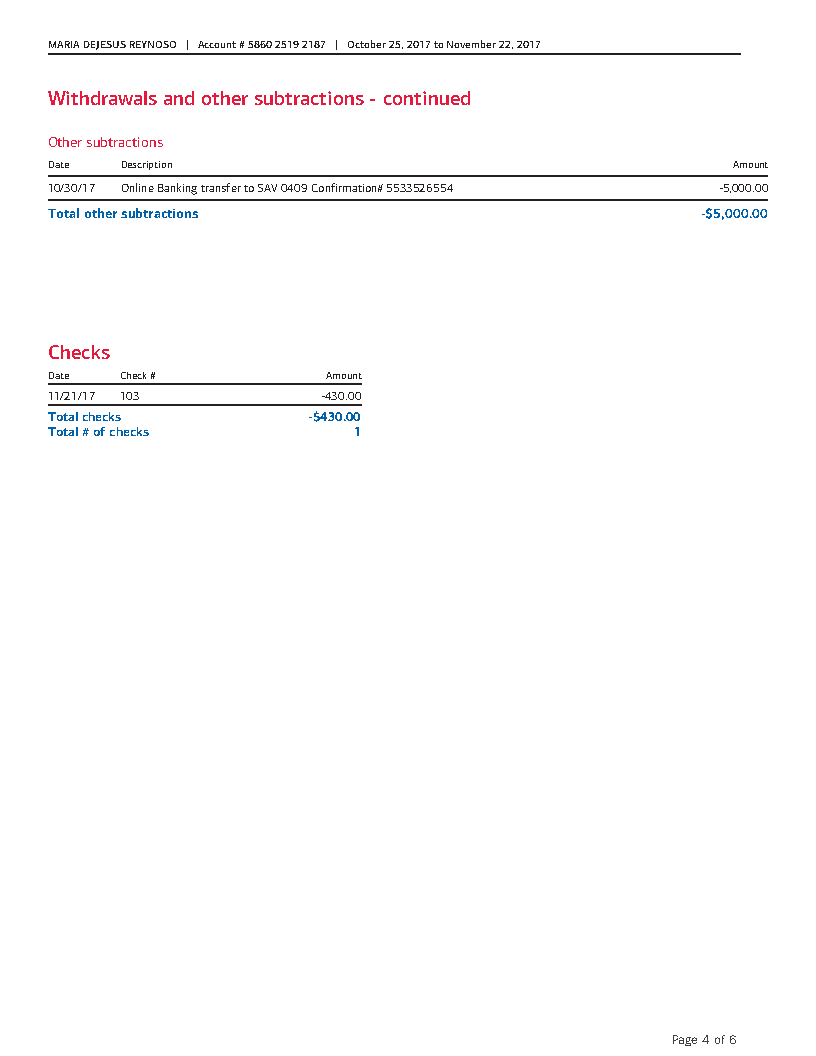 MARIA DEJESUS REYNOSO | Account # 5860 2519 2187 | October 25, 2017 to November 22, 2017
Withdrawals and other subtractions - continued
Other subtractions
Date Description Amount
10/30/17 Online Banking transfer to SAV 0409 Confirmation# 5533526554 -5,000.00
Total other subtractions -$5,000.00
Checks
Date Check # Amount
11/21/17 103 -430.00
Total checks -$430.00
Total # of checks 1
Page 4 of 6